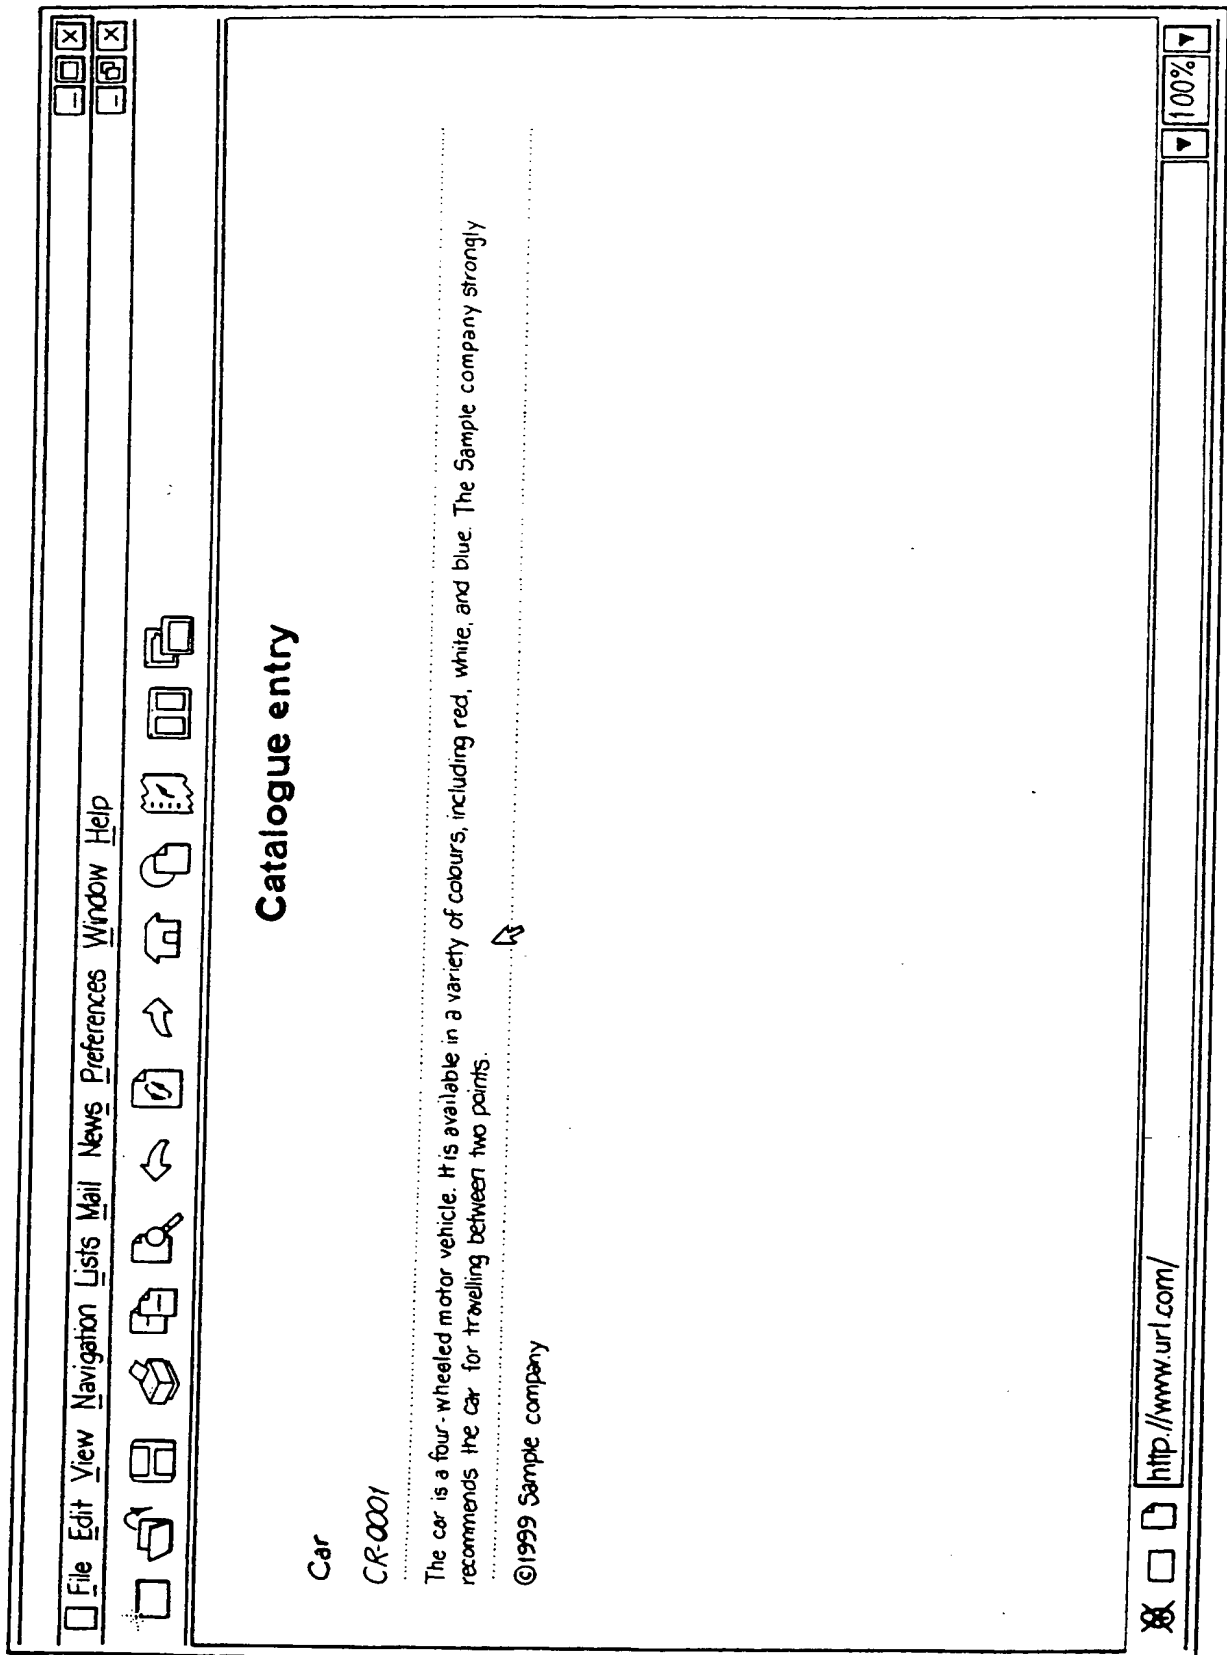 File Edit View Navigation Lists Mail News Preferences Window Help
Catalogue entry
Car
CR-0001
The car is a four-wheeled motor vehicle. It is available in a variety of colours, including red, white, and blue. The Sample company strongly
recommends the car for travelling between two points.
©1999 Sample company
http://www.url.com/
100%